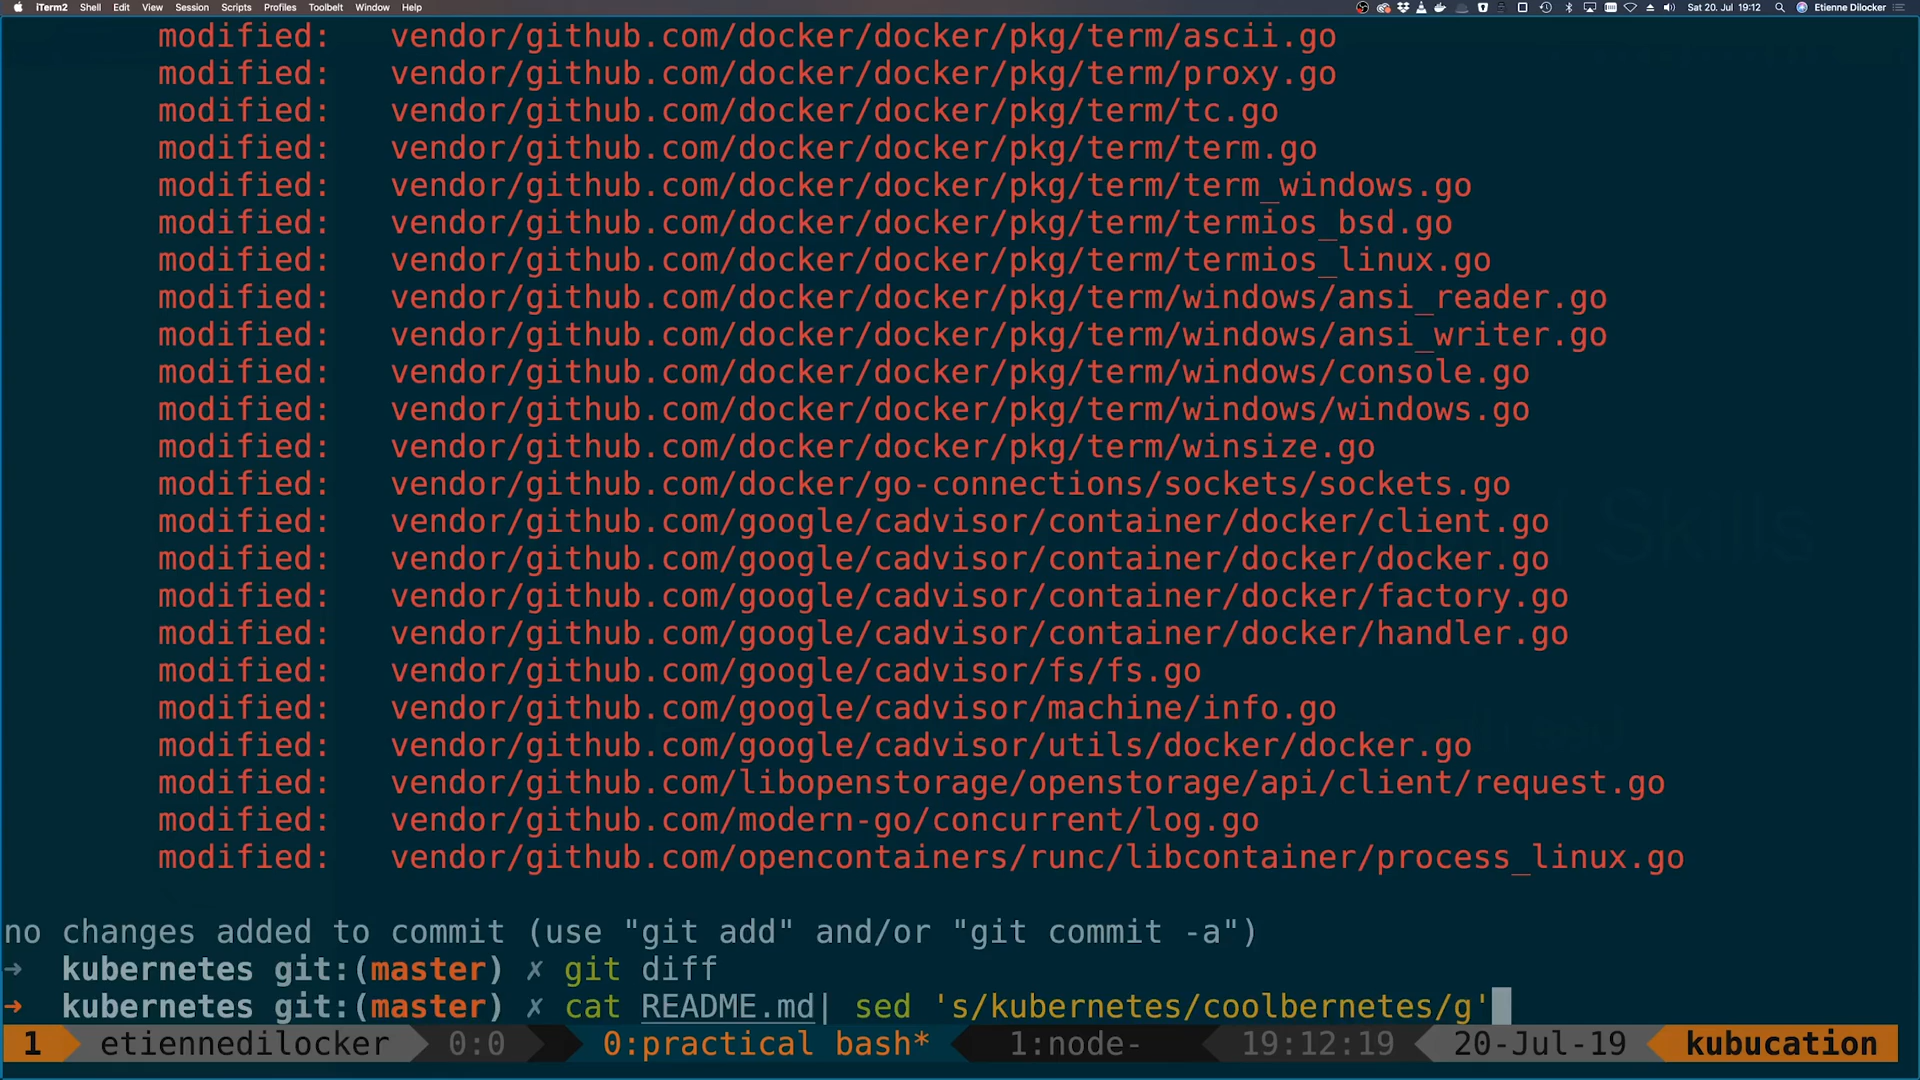 iTerm2 Shell Edit View Session Scripts Profiles Toolbelt Window Help Sat 20. Jul 19:12 Etienne Dilocker
modified: vendor/github.com/docker/docker/pkg/term/ascii.go
modified: vendor/github.com/docker/docker/pkg/term/proxy.go
modified: vendor/github.com/docker/docker/pkg/term/tc.go
modified: vendor/github.com/docker/docker/pkg/term/term.go
modified: vendor/github.com/docker/docker/pkg/term/term_windows.go
modified: vendor/github.com/docker/docker/pkg/term/termios_bsd.go
modified: vendor/github.com/docker/docker/pkg/term/termios_linux.go
modified: vendor/github.com/docker/docker/pkg/term/windows/ansi_reader.go
modified: vendor/github.com/docker/docker/pkg/term/windows/ansi_writer.go
modified: vendor/github.com/docker/docker/pkg/term/windows/console.go
modified: vendor/github.com/docker/docker/pkg/term/windows/windows.go
modified: vendor/github.com/docker/docker/pkg/term/winsize.go
modified: vendor/github.com/docker/go-connections/sockets/sockets.go
modified: vendor/github.com/google/cadvisor/container/docker/client.go
modified: vendor/github.com/google/cadvisor/container/docker/docker.go
modified: vendor/github.com/google/cadvisor/container/docker/factory.go
modified: vendor/github.com/google/cadvisor/container/docker/handler.go
modified: vendor/github.com/google/cadvisor/fs/fs.go
modified: vendor/github.com/google/cadvisor/machine/info.go
modified: vendor/github.com/google/cadvisor/utils/docker/docker.go
modified: vendor/github.com/libopenstorage/openstorage/api/client/request.go
modified: vendor/github.com/modern-go/concurrent/log.go
modified: vendor/github.com/opencontainers/runc/libcontainer/process_linux.go
no changes added to commit (use "git add" and/or "git commit -a")
→ kubernetes git:(master) ✗ git diff
→ kubernetes git:(master) ✗ cat README.md| sed 's/kubernetes/coolbernetes/g'
1 etiennedilocker 0:0 0:practical bash* 1:node- 19:12:19 20-Jul-19 kubucation